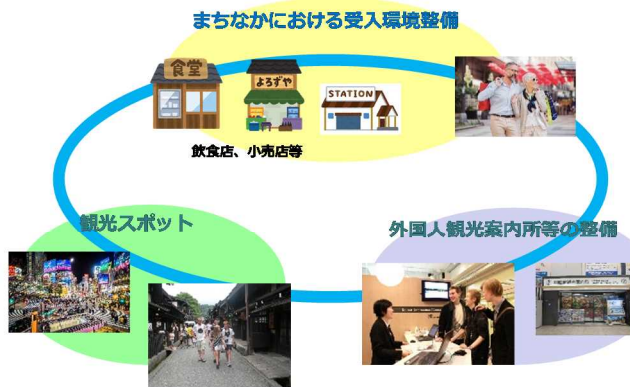 まちなかにおける受入環境整備
食堂
よろずや
STATION
飲食店、小売店等
観光スポット
外国人観光案内所等の整備